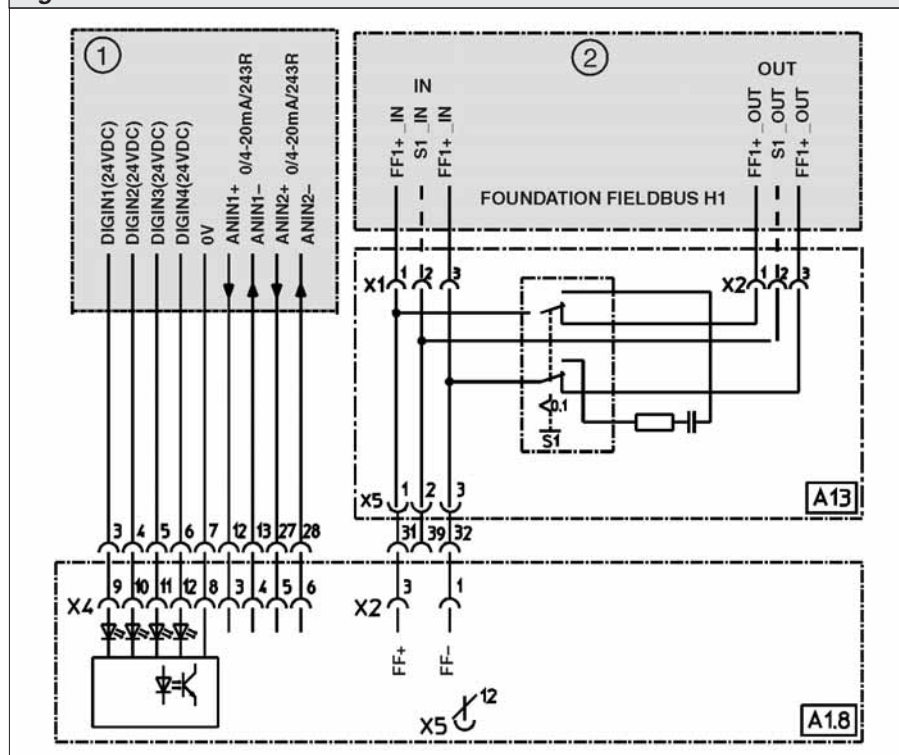 1
DIGIN1(24VDC)
DIGIN2(24VDC)
DIGIN3(24VDC)
DIGIN4(24VDC)
0V
ANIN1+
0/4-20mA/243R
ANIN1–
ANIN2+
0/4-20mA/243R
ANIN2–
2
IN
OUT
FF1+_IN
S1_IN
FF1+_IN
FF1+_OUT
S1_OUT
FF1+_OUT
FOUNDATION FIELDBUS H1
X1 1 2 3
X2 1 2 3
<0.1
S1
X5 1 2 3
A13
3 4 5 6 7 12 13 27 28
31 39 32
X4 9 10 11 12 8 3 4 5 6
X2 3 1
FF+
FF–
X5 12
A1.8